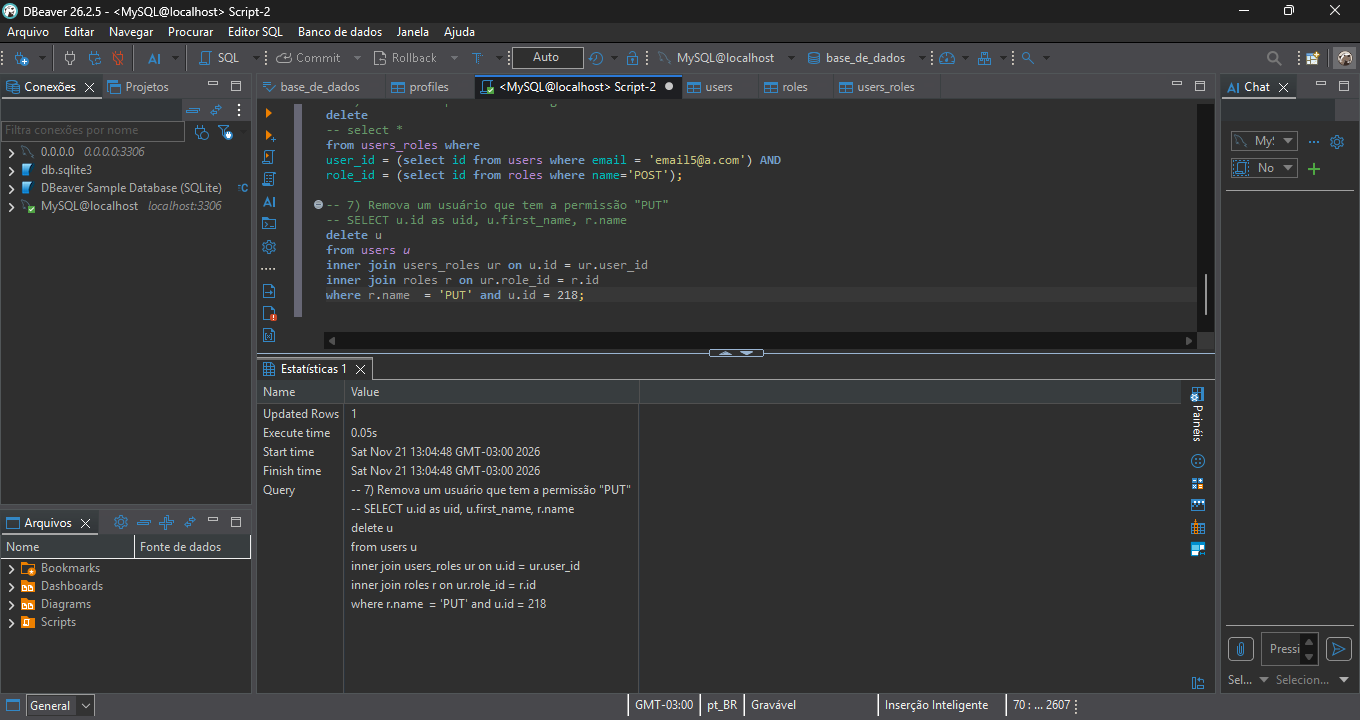 DBeaver 26.2.5 - <MySQL@localhost> Script-2
Arquivo Editar Navegar Procurar Editor SQL Banco de dados Janela Ajuda
AI SQL Commit Rollback T Auto MySQL@localhost base_de_dados
Conexões Projetos
base_de_dados profiles <MySQL@localhost> Script-2 users roles users_roles
AI Chat
Filtra conexões por nome
0.0.0.0 0.0.0.0:3306
db.sqlite3
DBeaver Sample Database (SQLite)
MySQL@localhost localhost:3306
delete
-- select *
from users_roles where
user_id = (select id from users where email = 'email5@a.com') AND
role_id = (select id from roles where name='POST');
-- 7) Remova um usuário que tem a permissão "PUT"
-- SELECT u.id as uid, u.first_name, r.name
delete u
from users u
inner join users_roles ur on u.id = ur.user_id
inner join roles r on ur.role_id = r.id
where r.name  = 'PUT' and u.id = 218;
AI
Estatísticas 1
Name Value
Updated Rows 1
Execute time 0.05s
Start time Sat Nov 21 13:04:48 GMT-03:00 2026
Finish time Sat Nov 21 13:04:48 GMT-03:00 2026
Query -- 7) Remova um usuário que tem a permissão "PUT"
-- SELECT u.id as uid, u.first_name, r.name
delete u
from users u
inner join users_roles ur on u.id = ur.user_id
inner join roles r on ur.role_id = r.id
where r.name  = 'PUT' and u.id = 218
Painéis
Arquivos
Nome Fonte de dados
Bookmarks
Dashboards
Diagrams
Scripts
My:
No
Pressi
Sel... Selecion...
General
GMT-03:00 pt_BR Gravável Inserção Inteligente 70 : ... 2607